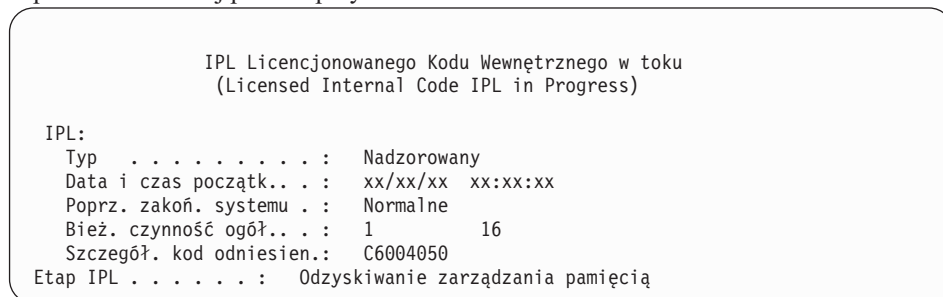 IPL Licencjonowanego Kodu Wewnętrznego w toku
(Licensed Internal Code IPL in Progress)
IPL:
Typ . . . . . . . . . : Nadzorowany
Data i czas początk.. . : xx/xx/xx xx:xx:xx
Poprz. zakoń. systemu . : Normalne
Bież. czynność ogół.. . : 1 16
Szczegół. kod odniesien.: C6004050
Etap IPL . . . . . . : Odzyskiwanie zarządzania pamięcią